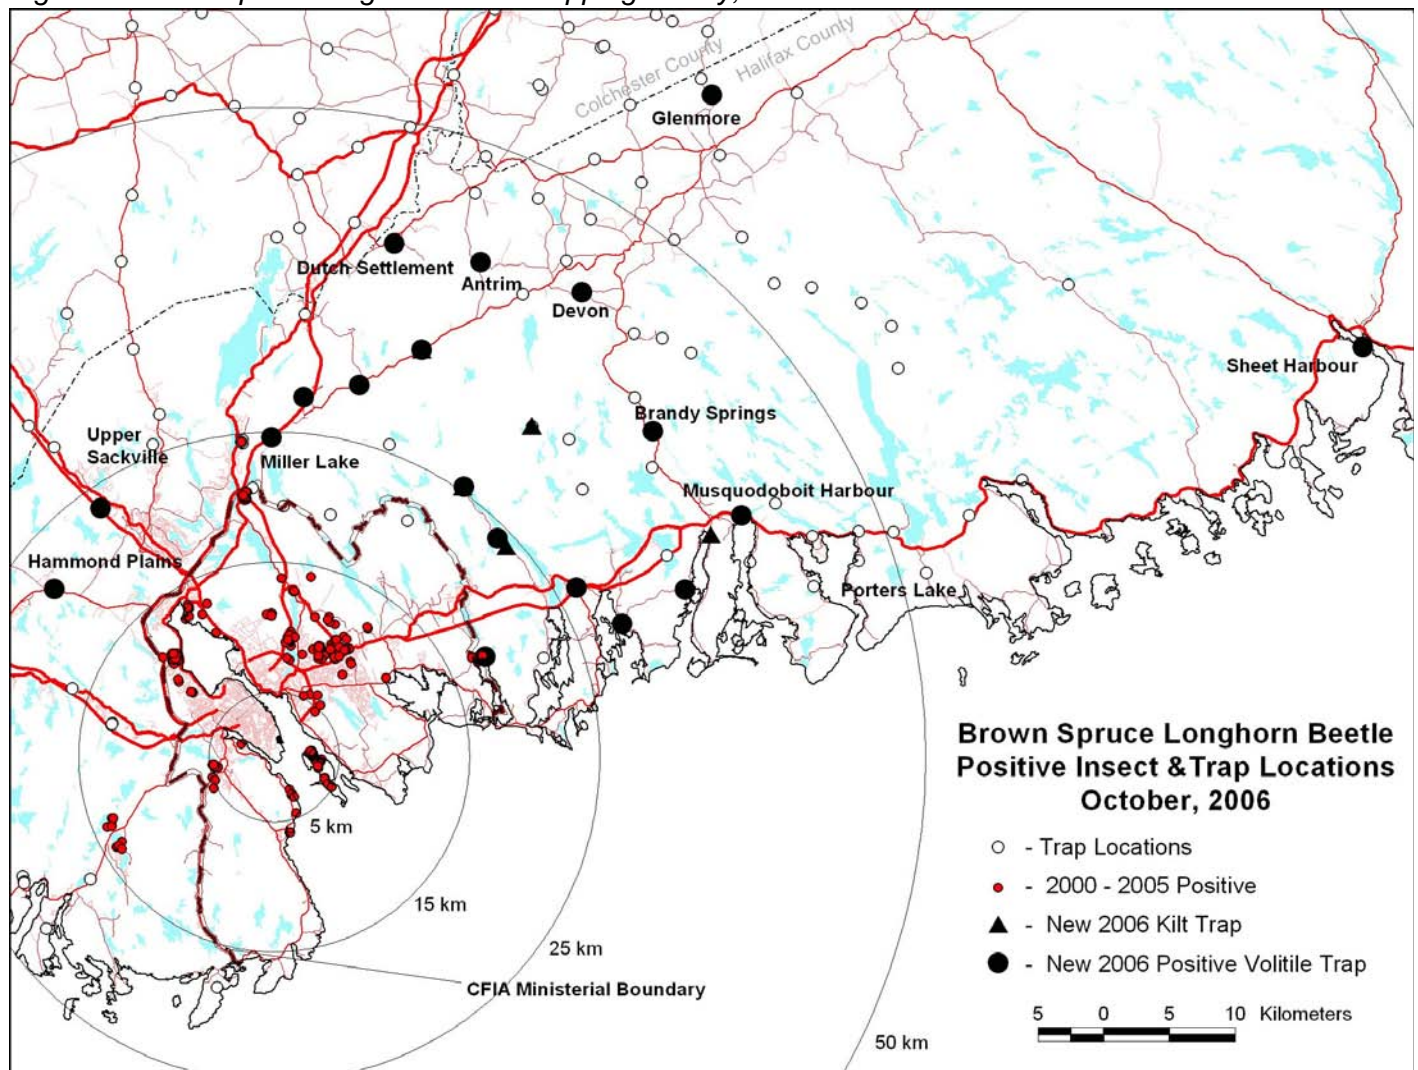 Colchester County
Halifax County
Glenmore
Dutch Settlement
Antrim
Devon
Sheet Harbour
Brandy Springs
Upper
Sackville
Miller Lake
Musquodoboit Harbour
Hammond Plains
Porters Lake
Brown Spruce Longhorn Beetle
Positive Insect &Trap Locations
October, 2006
- Trap Locations
- 2000 - 2005 Positive
- New 2006 Kilt Trap
- New 2006 Positive Volitile Trap
5 0 5 10 Kilometers
5 km
15 km
25 km
50 km
CFIA Ministerial Boundary